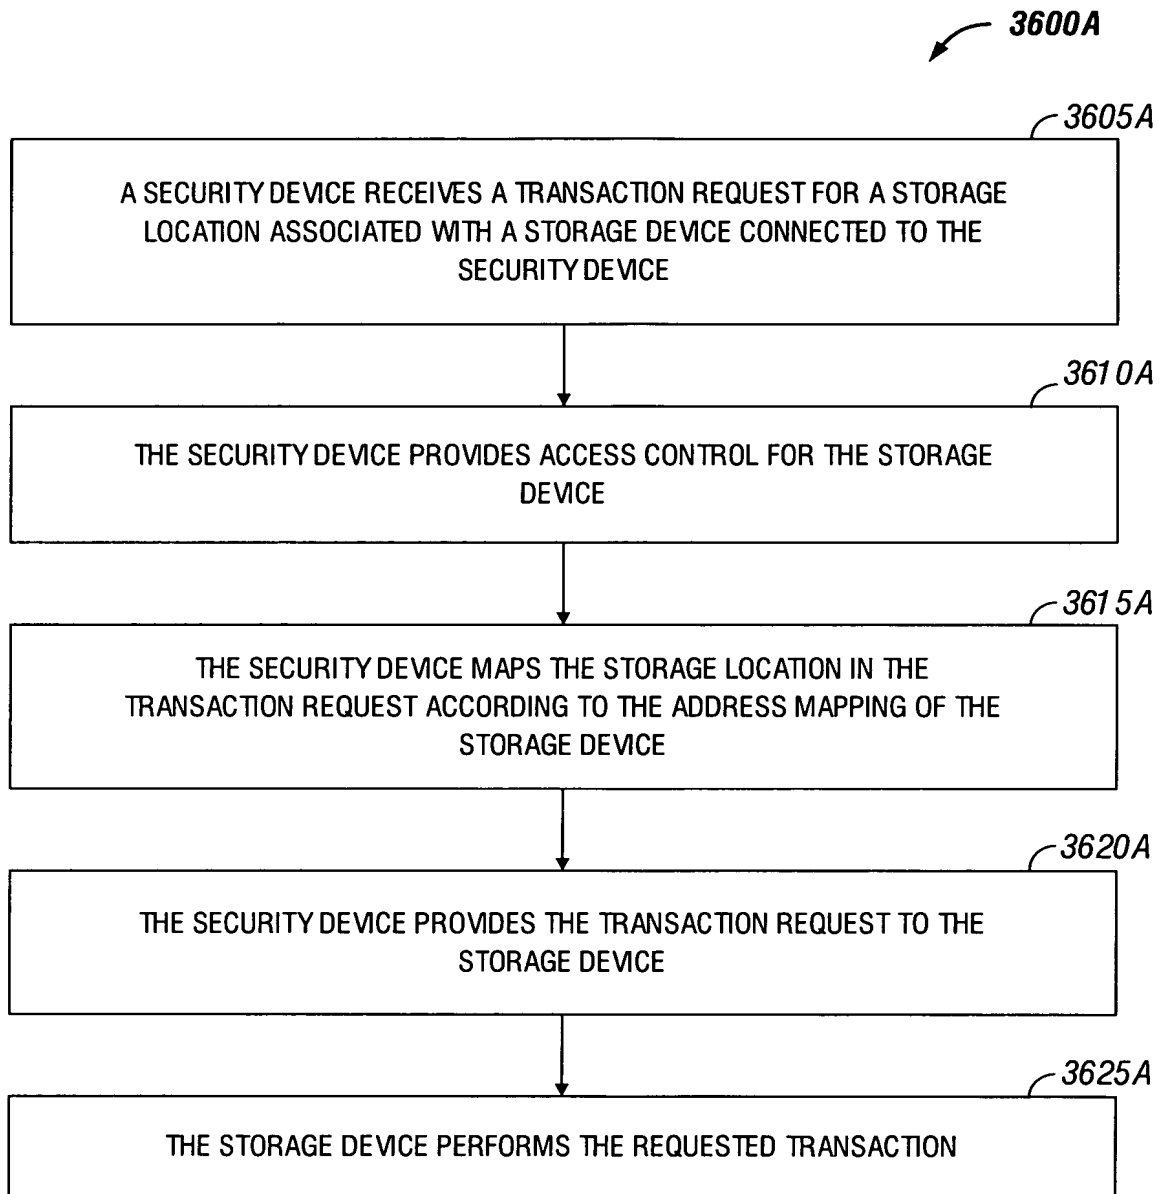 3600A
3605A
A SECURITY DEVICE RECEIVES A TRANSACTION REQUEST FOR A STORAGE
LOCATION ASSOCIATED WITH A STORAGE DEVICE CONNECTED TO THE
SECURITY DEVICE
3610A
THE SECURITY DEVICE PROVIDES ACCESS CONTROL FOR THE STORAGE
DEVICE
3615A
THE SECURITY DEVICE MAPS THE STORAGE LOCATION IN THE
TRANSACTION REQUEST ACCORDING TO THE ADDRESS MAPPING OF THE
STORAGE DEVICE
3620A
THE SECURITY DEVICE PROVIDES THE TRANSACTION REQUEST TO THE
STORAGE DEVICE
3625A
THE STORAGE DEVICE PERFORMS THE REQUESTED TRANSACTION